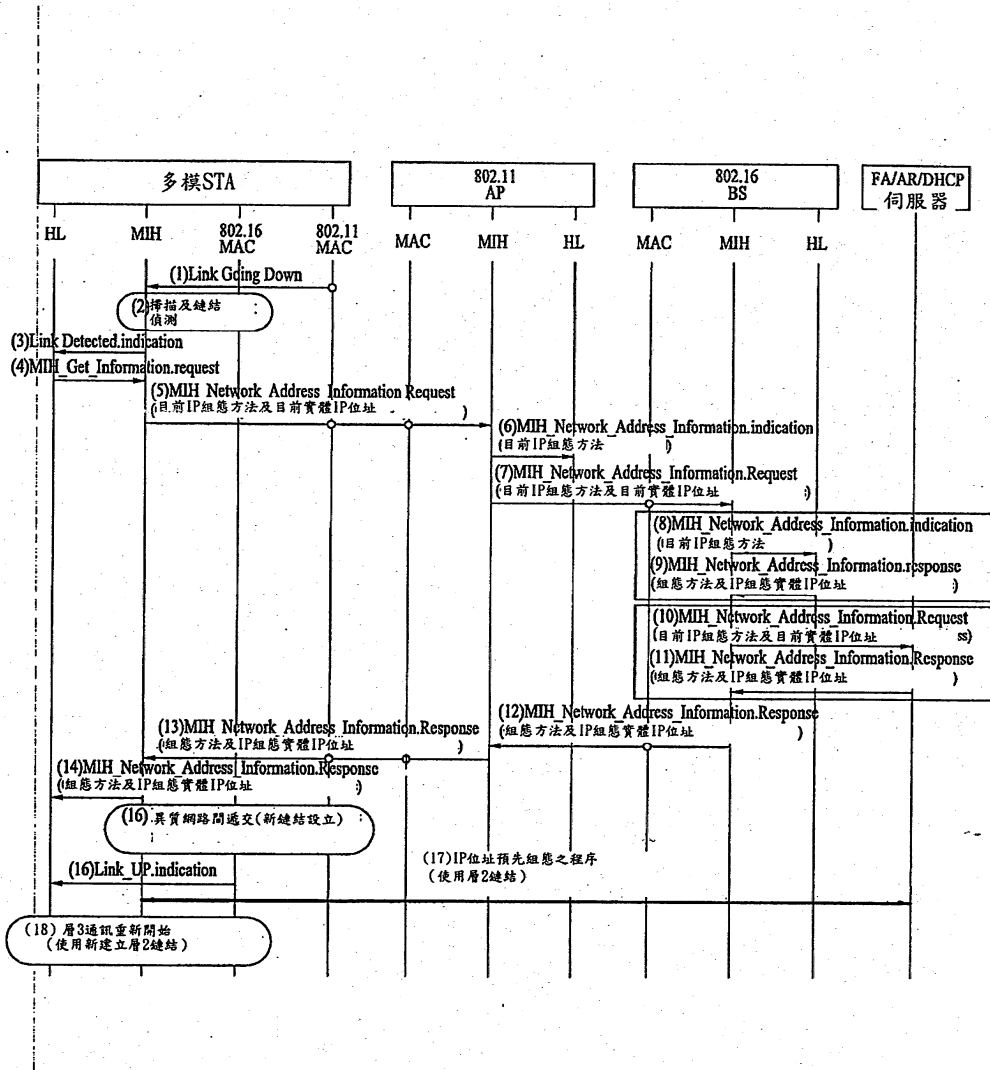 多模STA
802.11
AP
802.16
BS
FA/AR/DHCP
伺服器
HL
MIH
802.16
MAC
802.11
MAC
MAC
MIH
HL
MAC
MIH
HL
(1)Link Going Down
(2)掃描及鏈結
偵測
(3)Link Detected.indication
(4)MIH_Get_Information.request
(5)MIH_Network_Address_Information Request
(目前IP組態方法及目前實體IP位址 )
(6)MIH_Network_Address_Information.indication
(目前IP組態方法 )
(7)MIH_Network_Address_Information.Request
(目前IP組態方法及目前實體IP位址 )
(8)MIH_Network_Address_Information.indication
(目前IP組態方法 )
(9)MIH_Network_Address_Information.response
(組態方法及IP組態實體IP位址 )
(10)MIH_Network_Address_Information.Request
(目前IP組態方法及目前實體IP位址 ss)
(11)MIH_Network_Address_Information.Response
(組態方法及IP組態實體IP位址 )
(12)MIH_Network_Address_Information.Response
(組態方法及IP組態實體IP位址 )
(13)MIH_Network_Address_Information.Response
(組態方法及IP組態實體IP位址 )
(14)MIH_Network_Address_Information.Response
(組態方法及IP組態實體IP位址 )
(16)異質網路間遞交(新鏈結設立)
(16)Link_UP.indication
(17)IP位址預先組態之程序
(使用層2鏈結)
(18)層3通訊重新開始
(使用新建立層2鏈結)